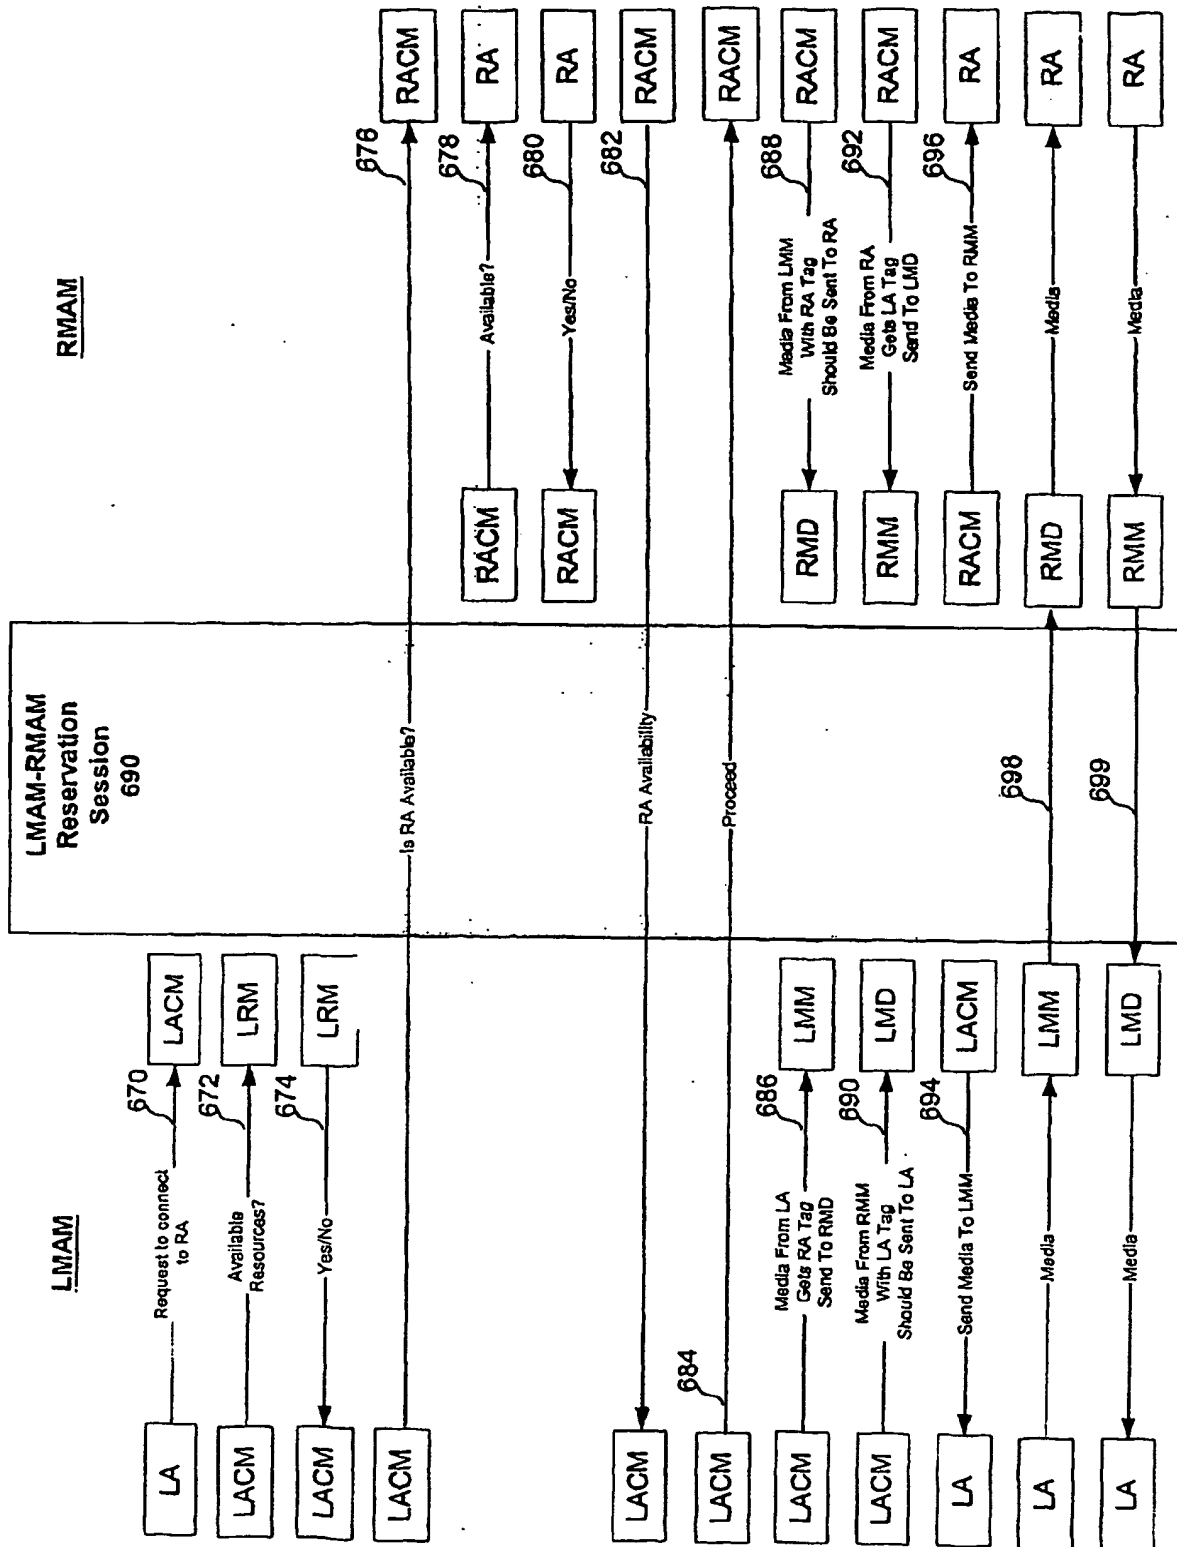 LMAM
LMAM-RMAM
Reservation
Session
690
RMAM
LA
Request to connect
to RA
670
LACM
LACM
Available
Resources?
672
LRM
LACM
Yes/No
674
LRM
LACM
Is RA Available?
676
RACM
RACM
Available?
678
RA
RACM
Yes/No
680
RA
LACM
RA Availability
682
RACM
LACM
684
Proceed
RACM
LACM
Media From LA
Gets RA Tag
Send To RMD
686
LMM
RMD
Media From LMM
With RA Tag
Should Be Sent To RA
688
RACM
LACM
Media From RMM
With LA Tag
Should Be Sent To LA
690
LMD
RMM
Media From RA
Gets LA Tag
Send To LMD
692
RACM
LA
Send Media To LMM
694
LACM
RACM
Send Media To RMM
696
RA
LA
Media
LMM
698
RMD
Media
RA
LA
Media
LMD
699
RMM
Media
RA